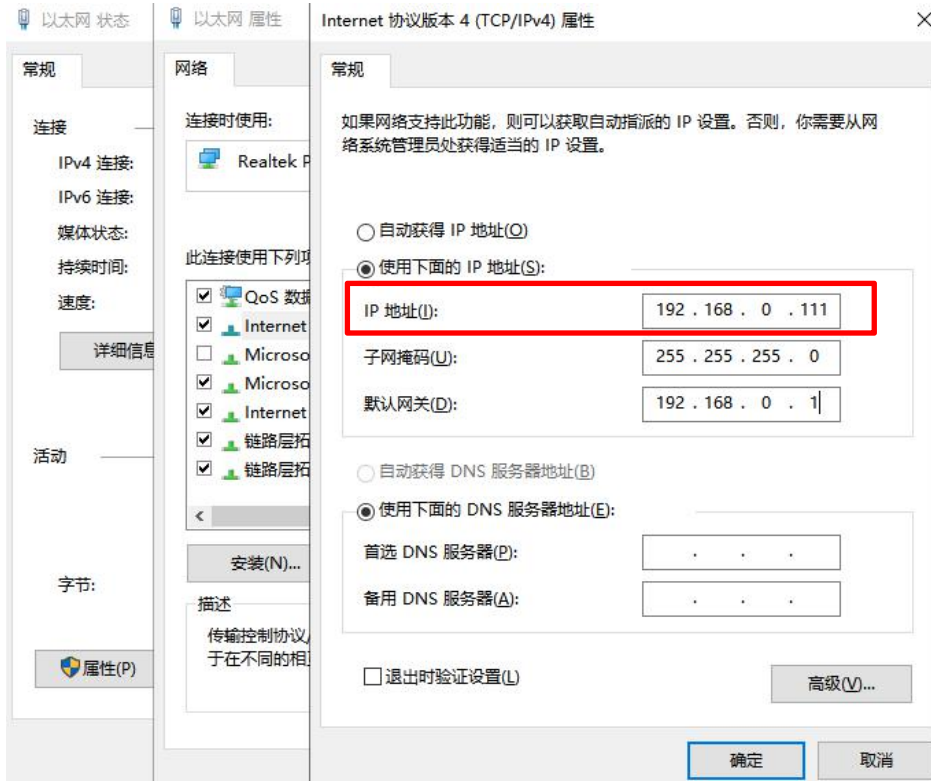 以太网 状态
常规
连接
IPv4 连接:
IPv6 连接:
媒体状态:
持续时间:
速度:
详细信息
活动
字节:
属性(P)
以太网 属性
网络
连接时使用:
Realtek P
此连接使用下列项
QoS 数据
Internet
Microso
Microso
Internet
链路层拓
链路层拓
安装(N)...
描述
传输控制协议/
于在不同的相互
Internet 协议版本 4 (TCP/IPv4) 属性
常规
如果网络支持此功能，则可以获取自动指派的 IP 设置。否则，你需要从网
络系统管理员处获得适当的 IP 设置。
自动获得 IP 地址(O)
使用下面的 IP 地址(S):
IP 地址(I): 192 . 168 . 0 . 111
子网掩码(U): 255 . 255 . 255 . 0
默认网关(D): 192 . 168 . 0 . 1
自动获得 DNS 服务器地址(B)
使用下面的 DNS 服务器地址(E):
首选 DNS 服务器(P): . . .
备用 DNS 服务器(A): . . .
退出时验证设置(L)
高级(V)...
确定
取消